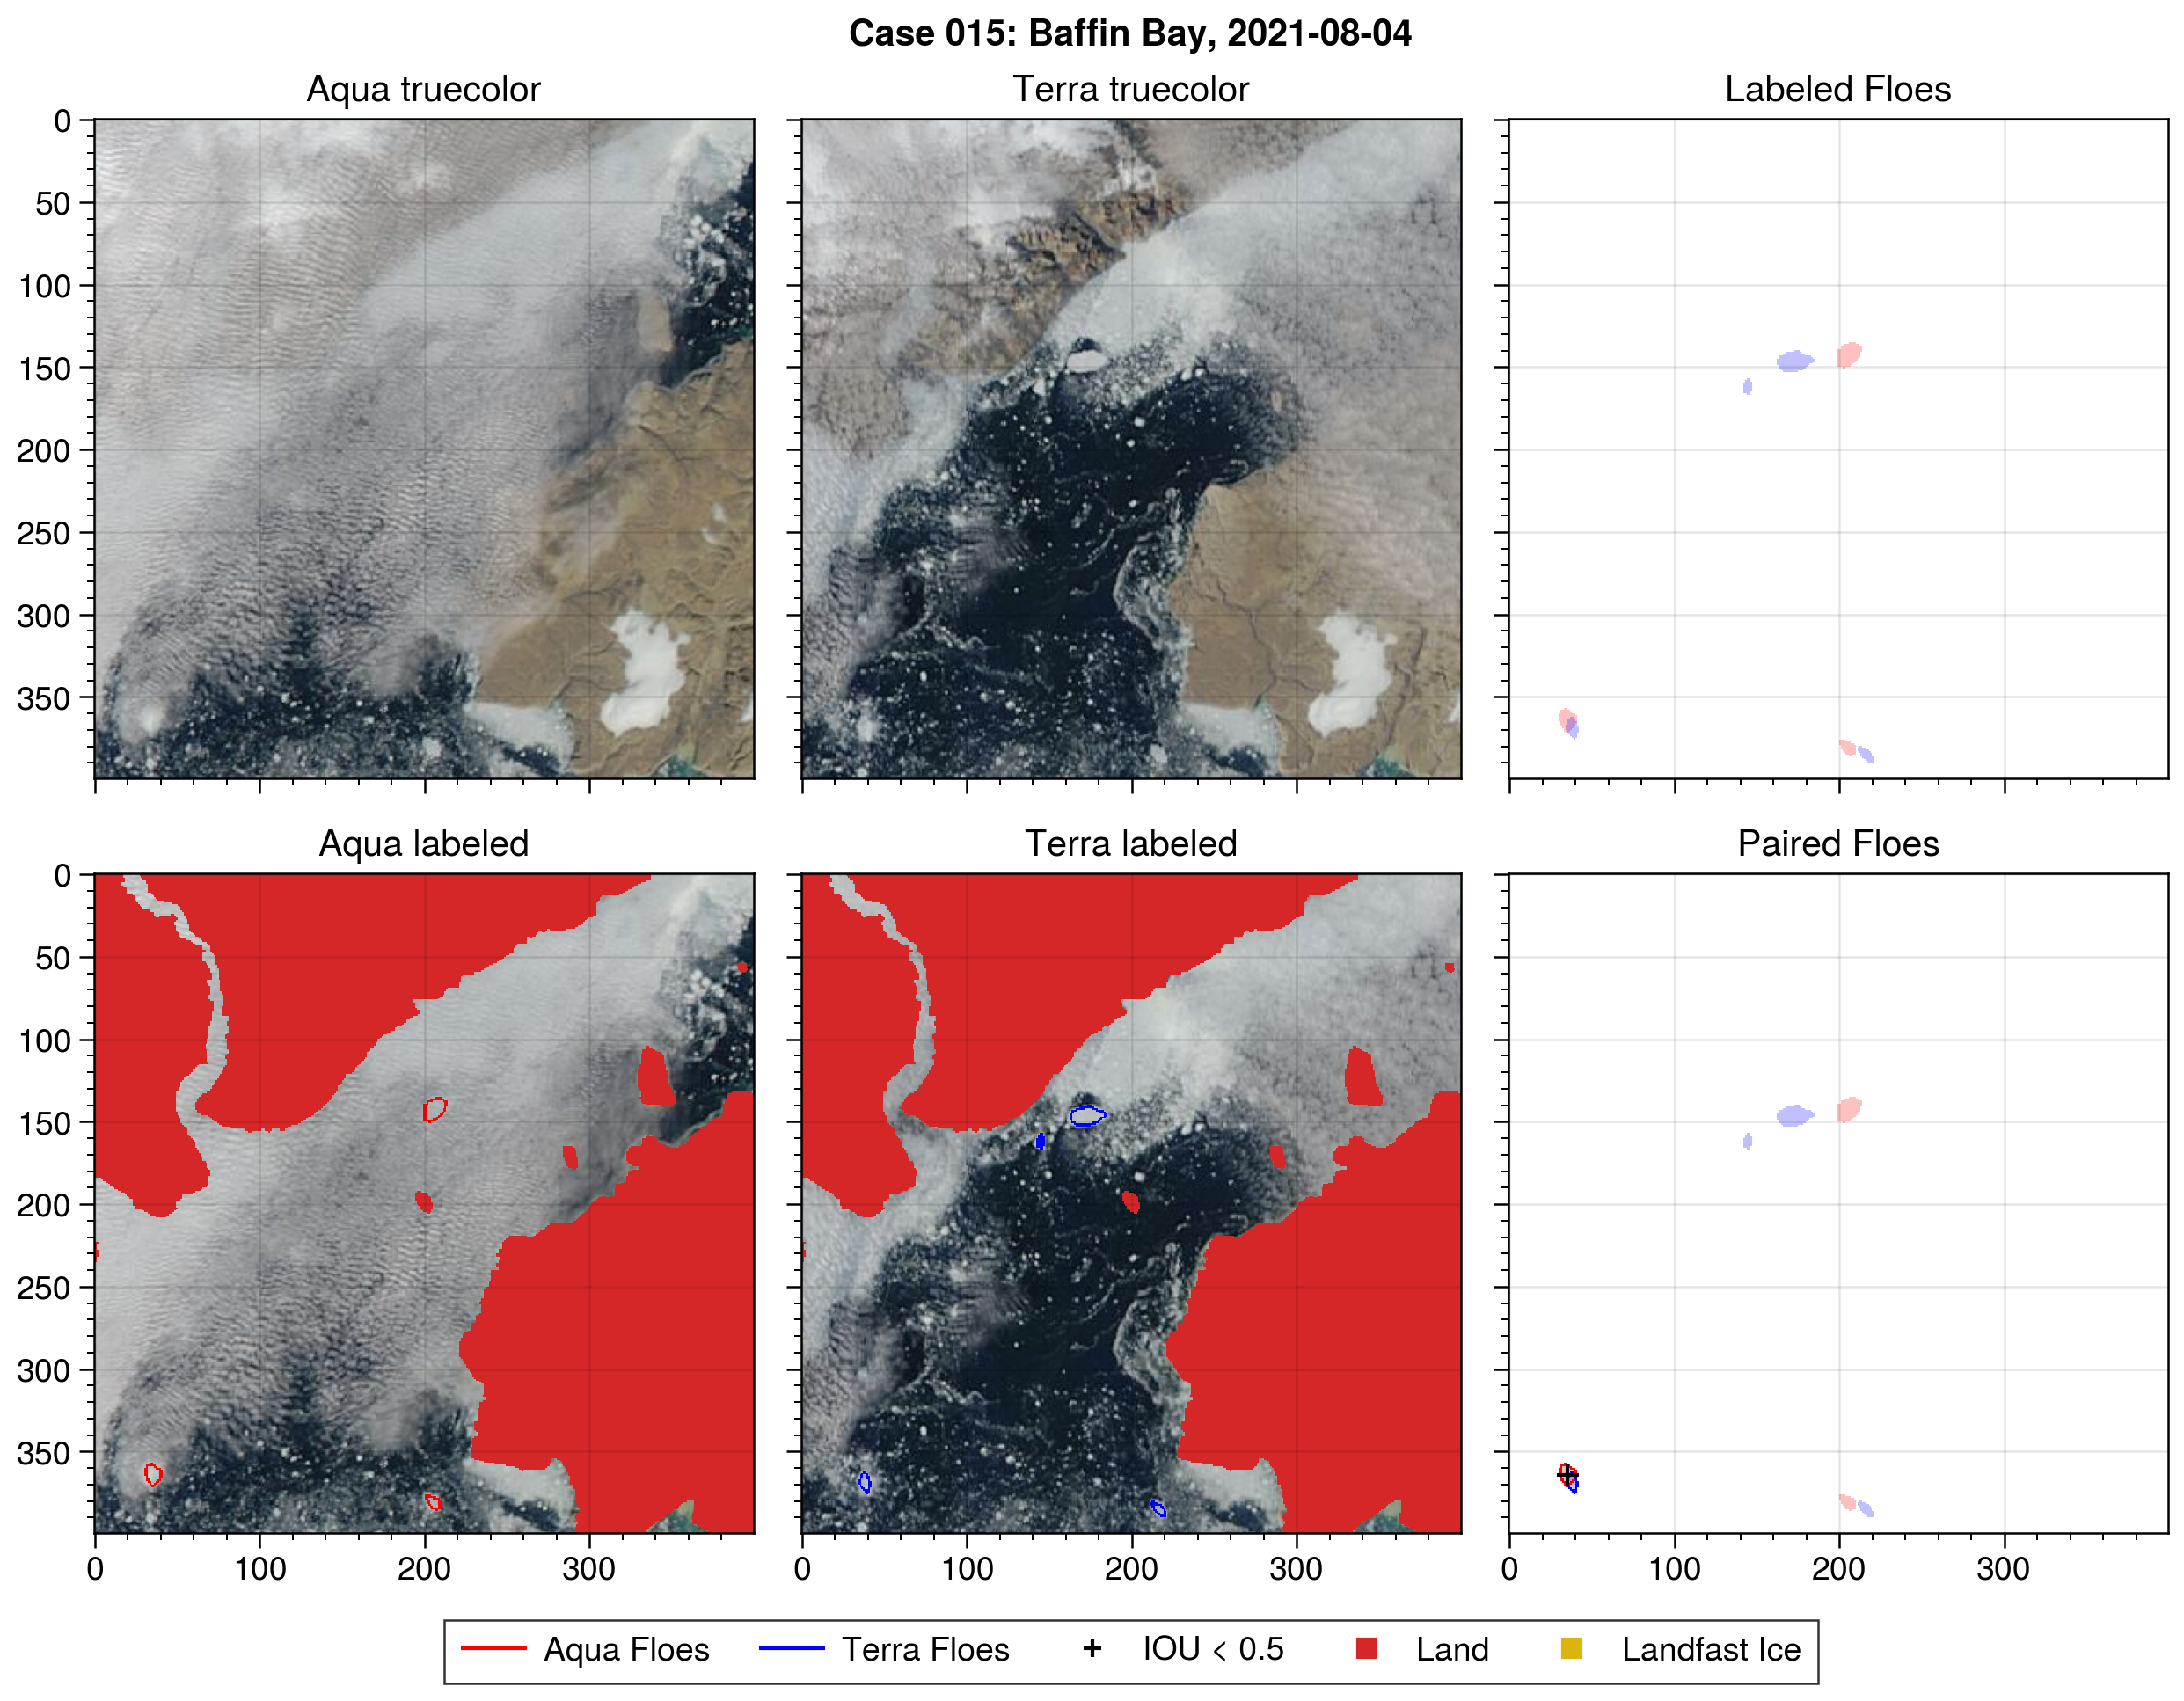 Case 015: Baffin Bay, 2021-08-04
Aqua truecolor
Terra truecolor
Labeled Floes
0
50
100
150
200
250
300
350
Aqua labeled
Terra labeled
Paired Floes
0
50
100
150
200
250
300
350
0 100 200 300
0 100 200 300
0 100 200 300
Aqua Floes
Terra Floes
IOU < 0.5
Land
Landfast Ice